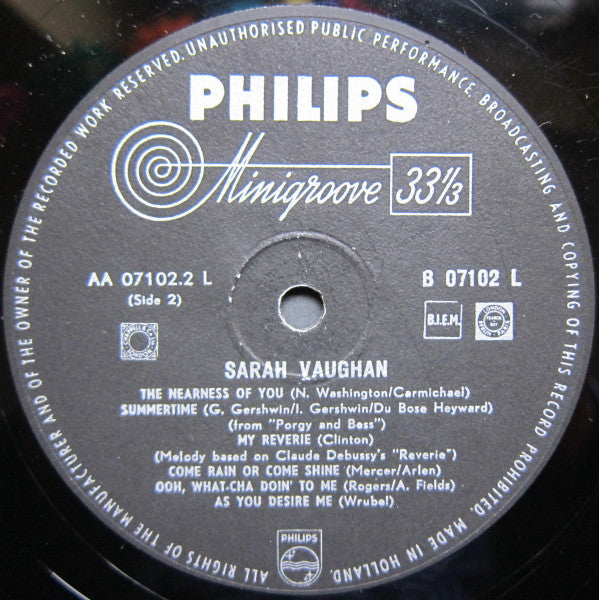 ALL RIGHTS OF THE MANUFACTURER AND OF THE OWNER OF THE RECORDED WORK RESERVED. UNAUTHORISED PUBLIC PERFORMANCE, BROADCASTING AND COPYING OF THIS RECORD PROHIBITED. MADE IN HOLLAND.
PHILIPS
Minigroove 33⅓
AA 07102.2 L
(Side 2)
B 07102 L
B.I.E.M.
SARAH VAUGHAN
THE NEARNESS OF YOU (N. Washington/Carmichael)
SUMMERTIME (G. Gershwin/I. Gershwin/Du Bose Heyward)
(from "Porgy and Bess")
MY REVERIE (Clinton)
(Melody based on Claude Debussy's "Reverie")
COME RAIN OR COME SHINE (Mercer/Arlen)
OOH, WHAT-CHA DOIN' TO ME (Rogers/A. Fields)
AS YOU DESIRE ME (Wrubel)
PHILIPS